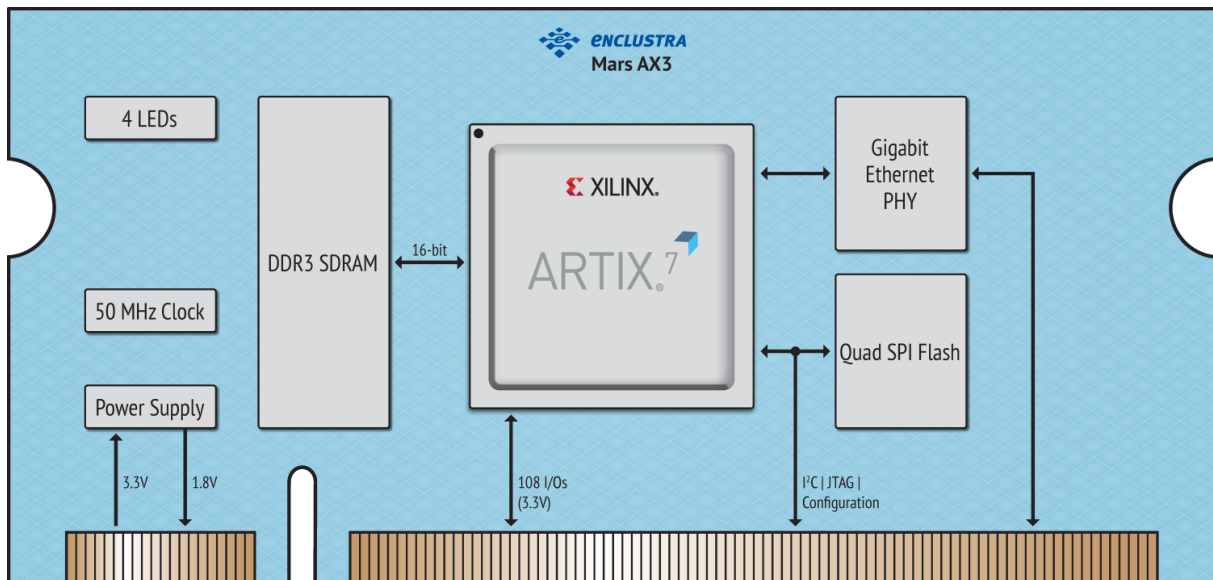 ENCLUSTRA
Mars AX3
4 LEDs
DDR3 SDRAM
16-bit
XILINX®
ARTIX®7
Gigabit
Ethernet
PHY
50 MHz Clock
Quad SPI Flash
Power Supply
3.3V
1.8V
108 I/Os
(3.3V)
I²C | JTAG |
Configuration